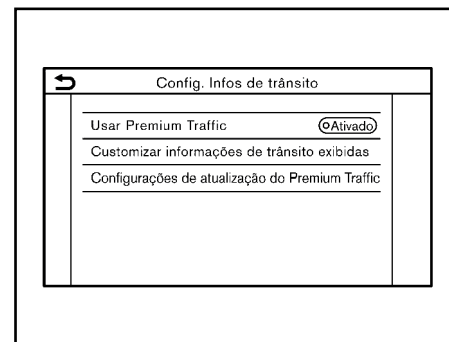 Config. Infos de trânsito
Usar Premium Traffic Ativado
Customizar informações de trânsito exibidas
Configurações de atualização do Premium Traffic